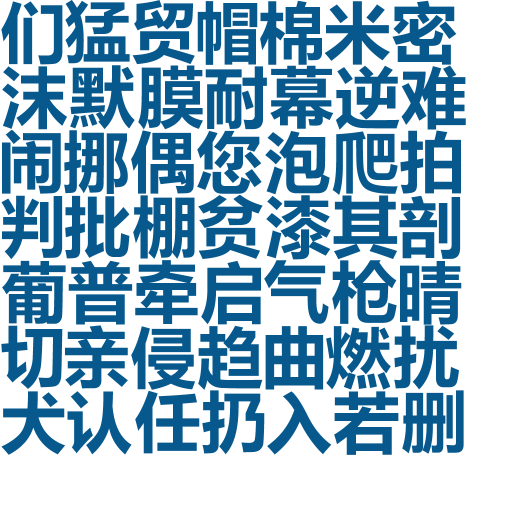 们猛贸帽棉米密
沫默膜耐幕逆难
闹挪偶您泡爬拍
判批棚贫漆其剖
葡普牵启气枪晴
切亲侵趋曲燃扰
犬认任扔入若删